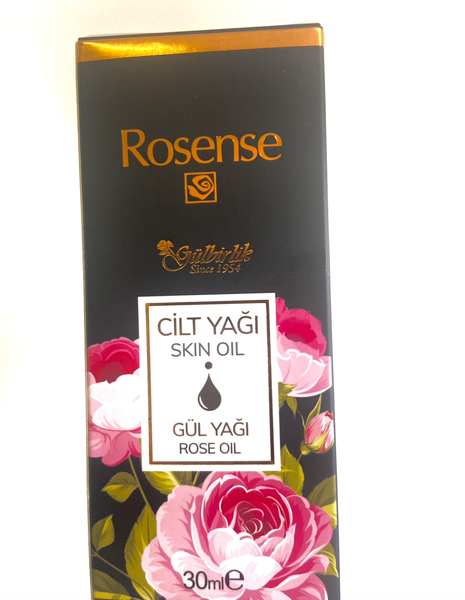 Rosense
Gülbirlik
Since 1954
CİLT YAĞI
SKIN OIL
GÜL YAĞI
ROSE OIL
30ml℮